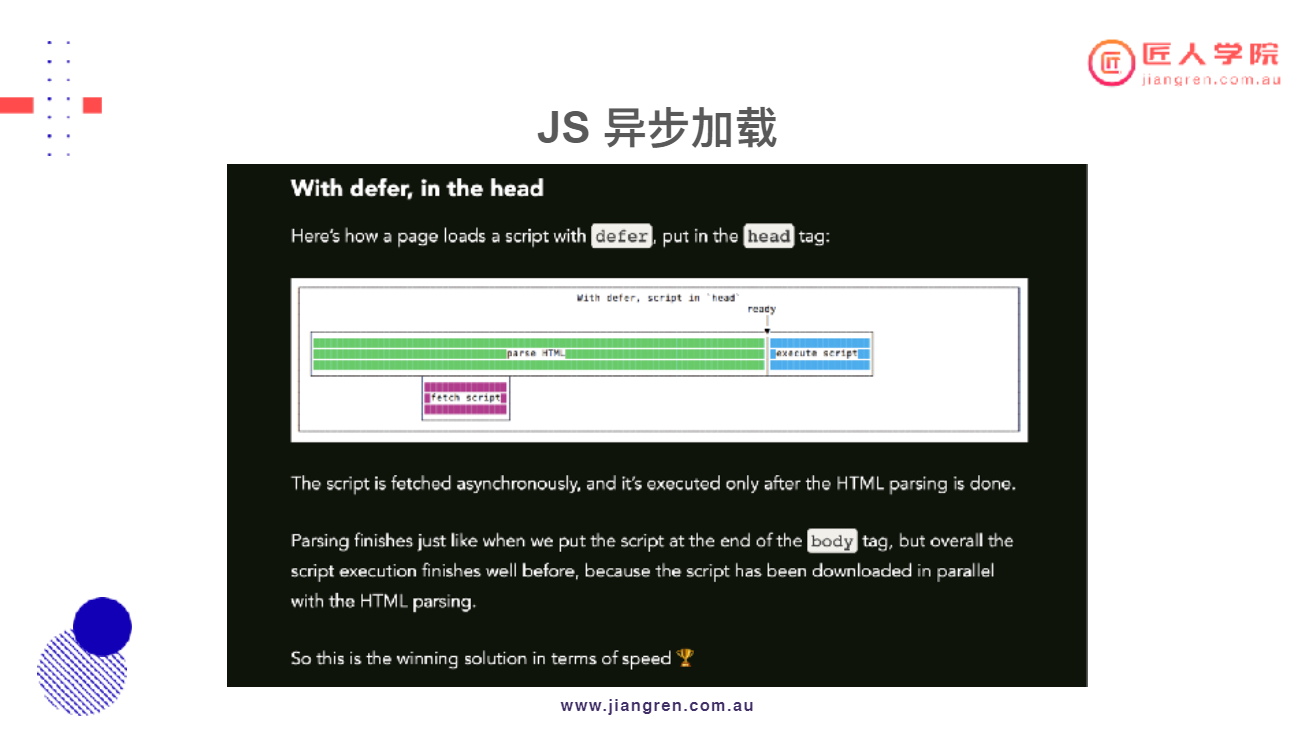 匠人学院
jiangren.com.au
JS 异步加载
With defer, in the head
Here's how a page loads a script with defer, put in the head tag:
With defer, script in `head`
ready
parse HTML
execute script
fetch script
The script is fetched asynchronously, and it's executed only after the HTML parsing is done.
Parsing finishes just like when we put the script at the end of the body tag, but overall the
script execution finishes well before, because the script has been downloaded in parallel
with the HTML parsing.
So this is the winning solution in terms of speed 🏆
www.jiangren.com.au